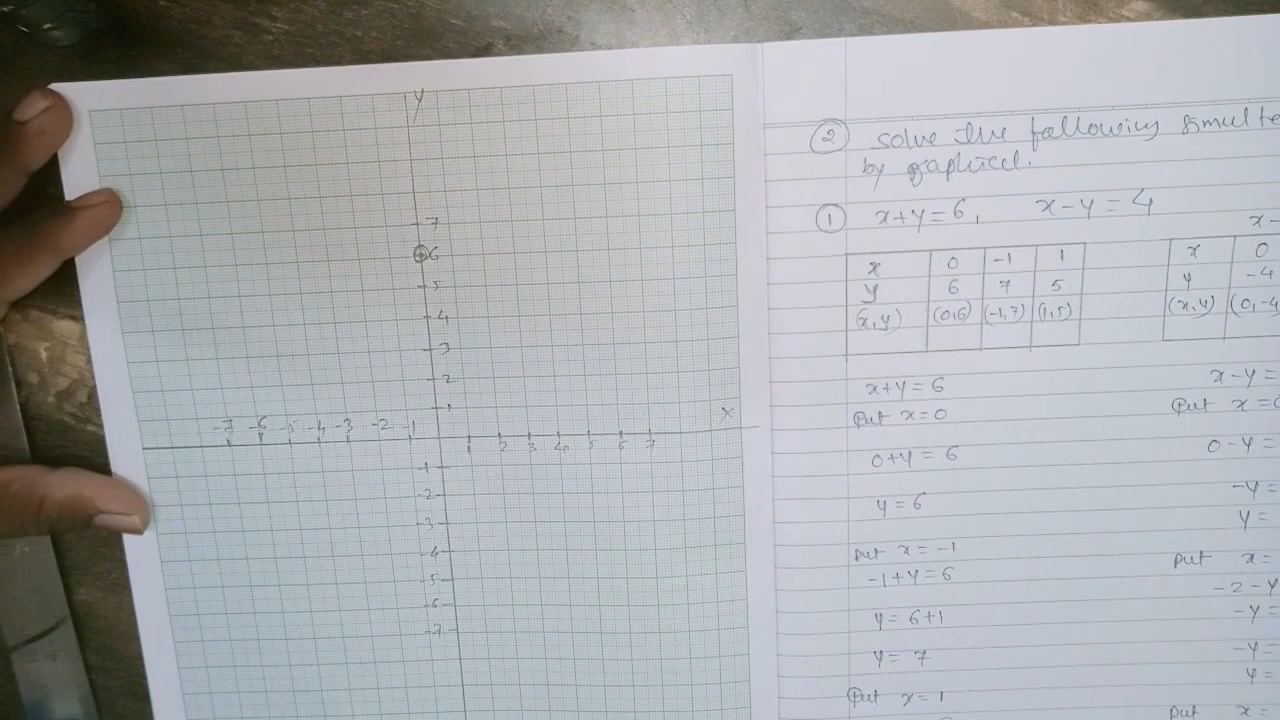 y
7
6
5
4
3
2
1
x
-7 -6 -5 -4 -3 -2 -1
1 2 3 4 5 6 7
-1
-2
-3
-4
-5
-6
-7
② Solve the following
by graphical.
① x+y=6, x-y=4
x 0 -1 1
y 6 7 5
(x,y) (0,6) (-1,7) (1,5)
x-
x 0
y -4
(x,y) (0,-4
x+y=6
Put x=0
0+y=6
y=6
Put x=-1
-1+y=6
y=6+1
y=7
Put x=1
x-y=
Put x=0
0-y=
-y=
y=
Put x=
-2-y
-y=
-y=
y=
Put x=